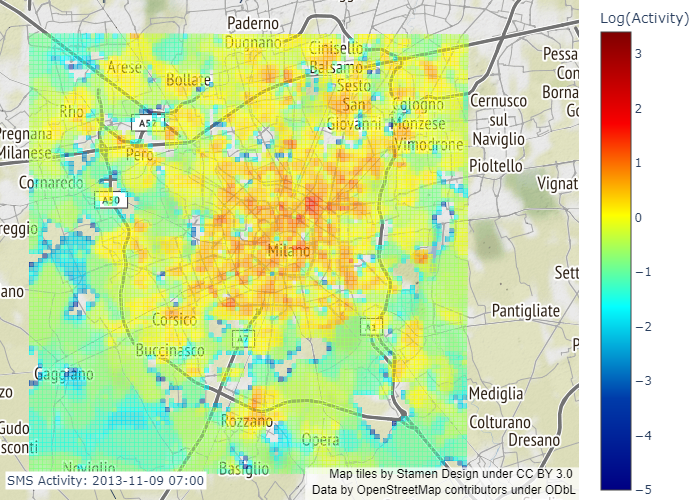 Log(Activity)
Paderno
Dugnano
Cinisello
Balsamo
Arese
Bollate
Sesto
San
Giovanni
Cologno
Monzese
Rho
A52
Pero
Vimodrone
Cernusco
sul
Naviglio
Pioltello
Pessa
Con
Borna
Go
Pregnana
Milanese
Cornaredo
A50
Vignat
reggio
Milano
Sett
ano
Pantigliate
Corsico
A7
A1
Buccinasco
P
Gaggiano
zo
Mediglia
Gudo
sconti
Rozzano
Colturano
Dresano
Opera
Noviglio
Basiglio
SMS Activity: 2013-11-09 07:00
Map tiles by Stamen Design under CC BY 3.0
Data by OpenStreetMap contributors under ODbL
3
2
1
0
−1
−2
−3
−4
−5